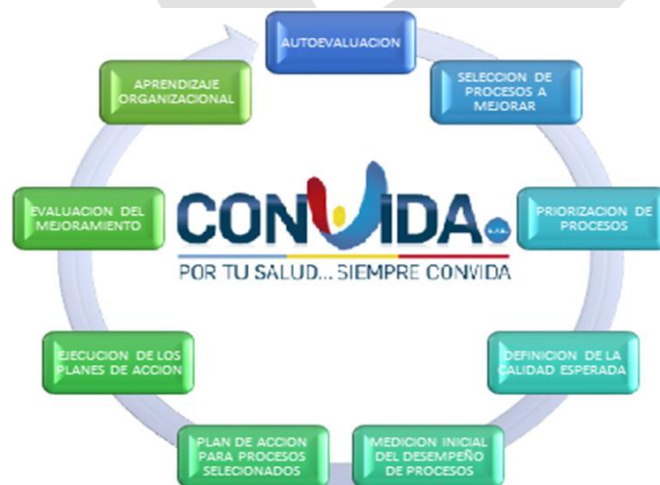 AUTOEVALUACION
SELECCION DE
PROCESOS A
MEJORAR
PRIORIZACION DE
PROCESOS
DEFINICION DE LA
CALIDAD ESPERADA
MEDICION INICIAL
DEL DESEMPEÑO
DE PROCESOS
PLAN DE ACCION
PARA PROCESOS
SELECCIONADOS
EJECUCION DE LOS
PLANES DE ACCION
EVALUACION DEL
MEJORAMIENTO
APRENDIZAJE
ORGANIZACIONAL
CONVIDA
POR TU SALUD... SIEMPRE CONVIDA